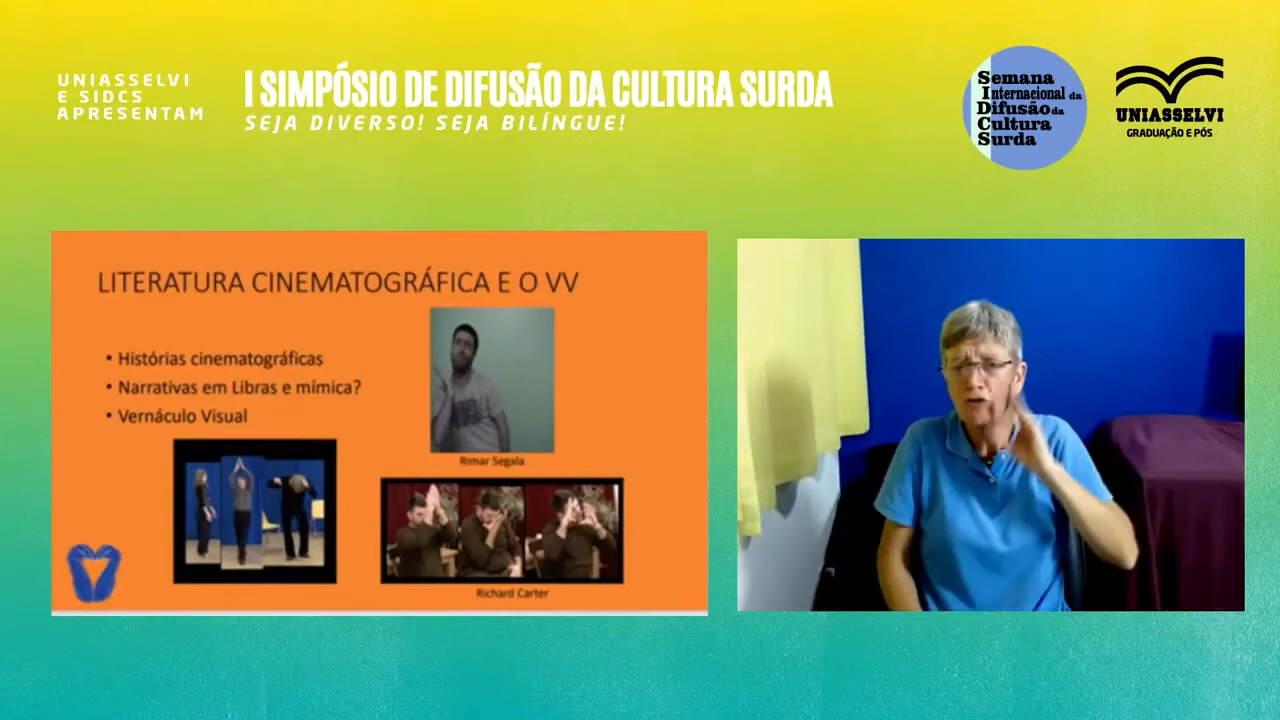 UNIASSELVI
E SIDCS
APRESENTAM
I SIMPÓSIO DE DIFUSÃO DA CULTURA SURDA
SEJA DIVERSO! SEJA BILÍNGUE!
Semana
Internacional da
Difusão da
Cultura
Surda
UNIASSELVI
GRADUAÇÃO E PÓS
LITERATURA CINEMATOGRÁFICA E O VV
• Histórias cinematográficas
• Narrativas em Libras e mímica?
• Vernáculo Visual
Rimar Segala
Richard Carter